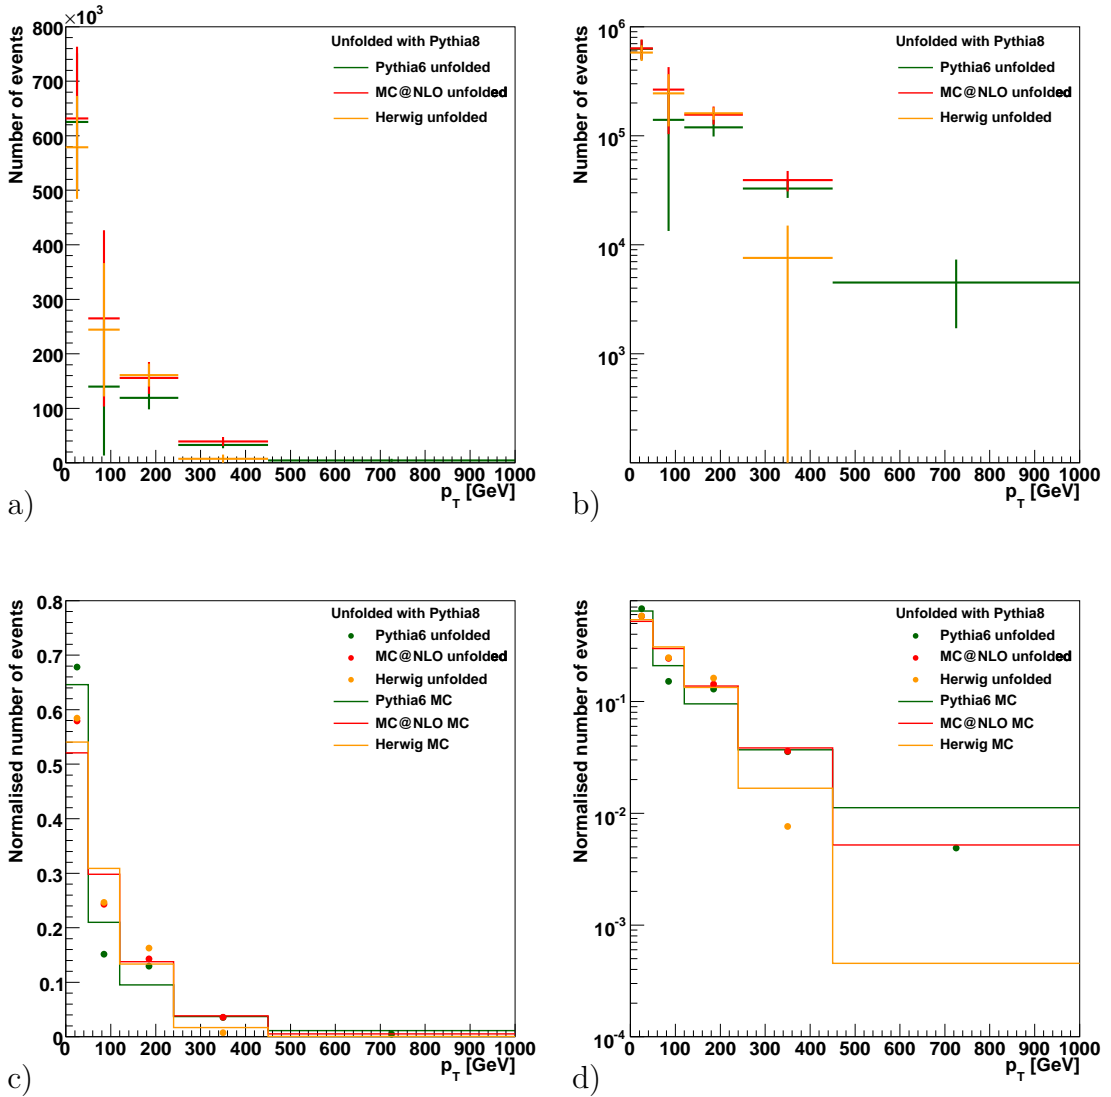 800 ×10³
700
600
500
400
300
200
100
0
Number of events
Unfolded with Pythia8
Pythia6 unfolded
MC@NLO unfolded
Herwig unfolded
0 100 200 300 400 500 600 700 800 900 1000
p_T [GeV]
a)
10⁶
10⁵
10⁴
10³
Number of events
Unfolded with Pythia8
Pythia6 unfolded
MC@NLO unfolded
Herwig unfolded
0 100 200 300 400 500 600 700 800 900 1000
p_T [GeV]
b)
0.8
0.7
0.6
0.5
0.4
0.3
0.2
0.1
0
Normalised number of events
Unfolded with Pythia8
Pythia6 unfolded
MC@NLO unfolded
Herwig unfolded
Pythia6 MC
MC@NLO MC
Herwig MC
0 100 200 300 400 500 600 700 800 900 1000
p_T [GeV]
c)
10⁻¹
10⁻²
10⁻³
10⁻⁴
Normalised number of events
Unfolded with Pythia8
Pythia6 unfolded
MC@NLO unfolded
Herwig unfolded
Pythia6 MC
MC@NLO MC
Herwig MC
0 100 200 300 400 500 600 700 800 900 1000
p_T [GeV]
d)